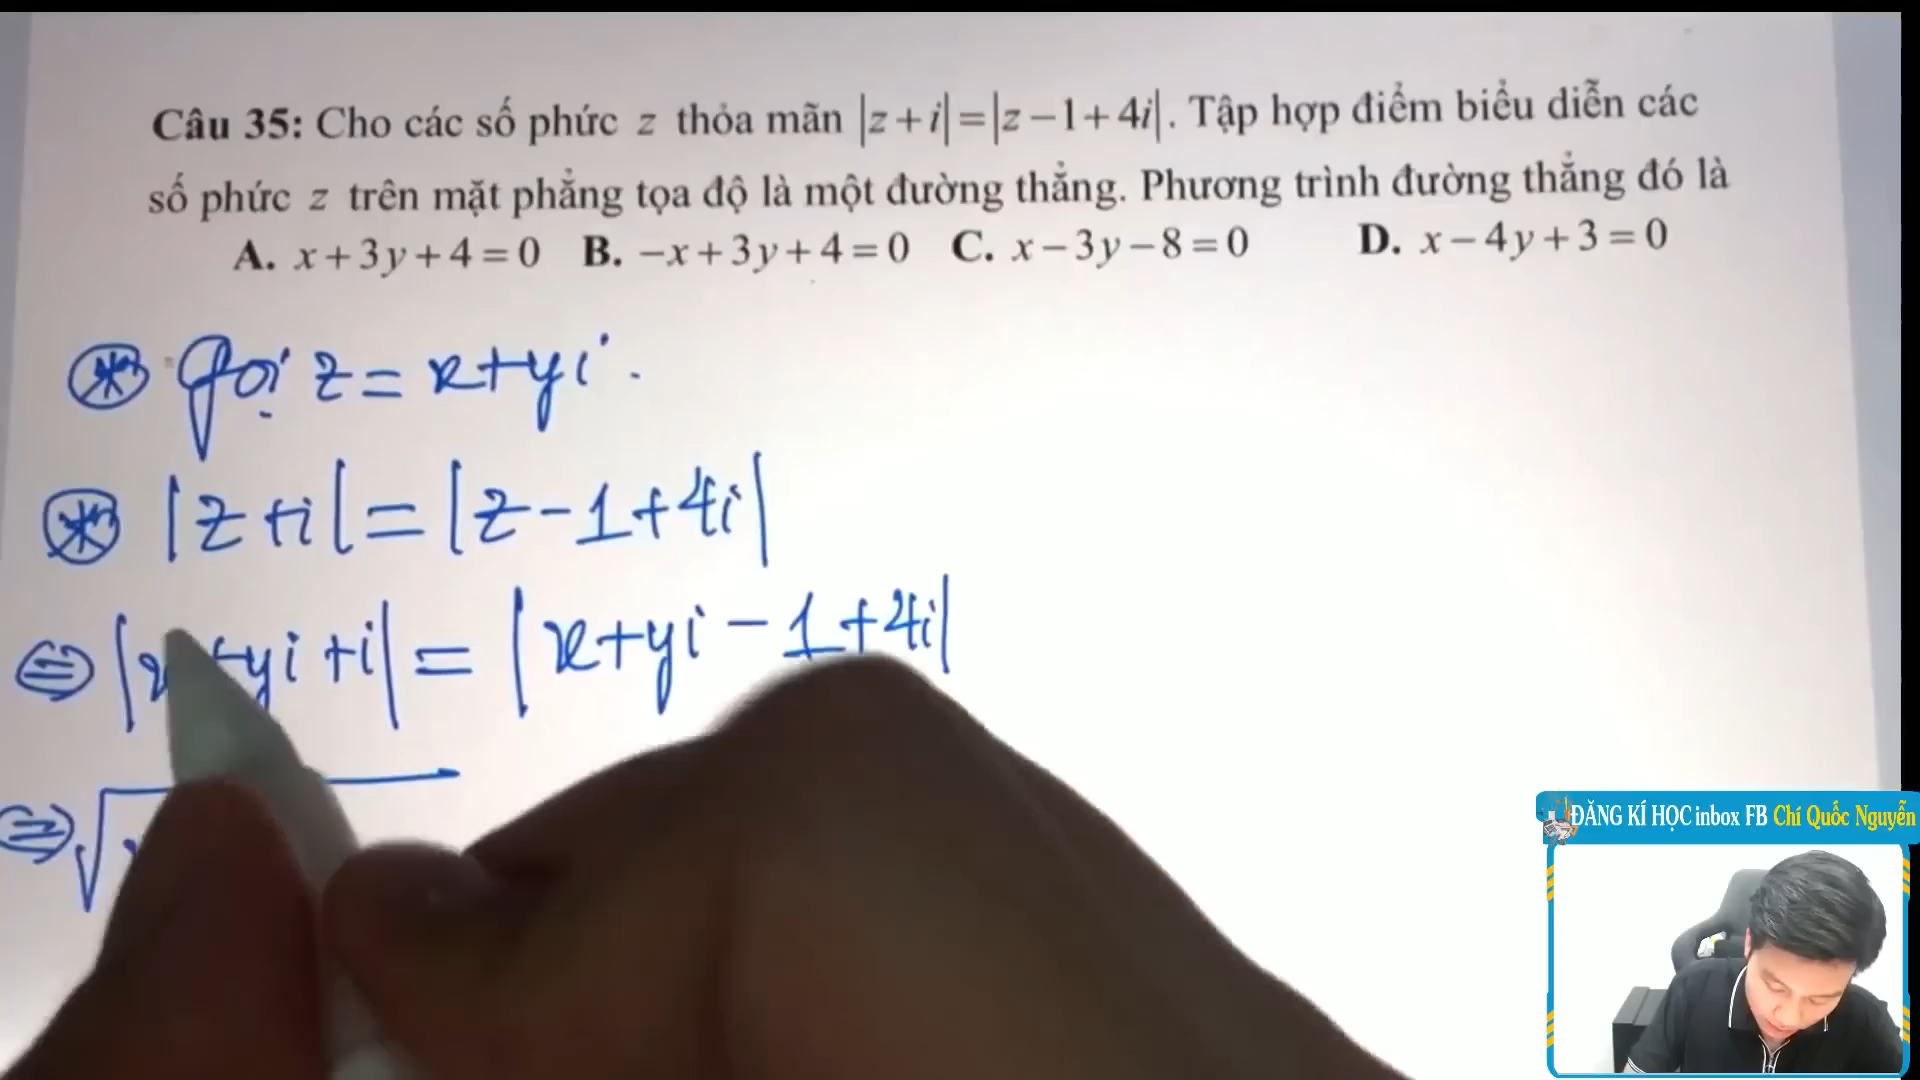 Câu 35: Cho các số phức z thỏa mãn |z+i|=|z−1+4i|. Tập hợp điểm biểu diễn các
số phức z trên mặt phẳng tọa độ là một đường thẳng. Phương trình đường thẳng đó là
A. x+3y+4=0 B. −x+3y+4=0 C. x−3y−8=0 D. x−4y+3=0
Gọi z = x+yi.
|z+i| = |z−1+4i|
⇔ |x+yi+i| = |x+yi−1+4i|
⇔ √
ĐĂNG KÍ HỌC inbox FB Chí Quốc Nguyễn